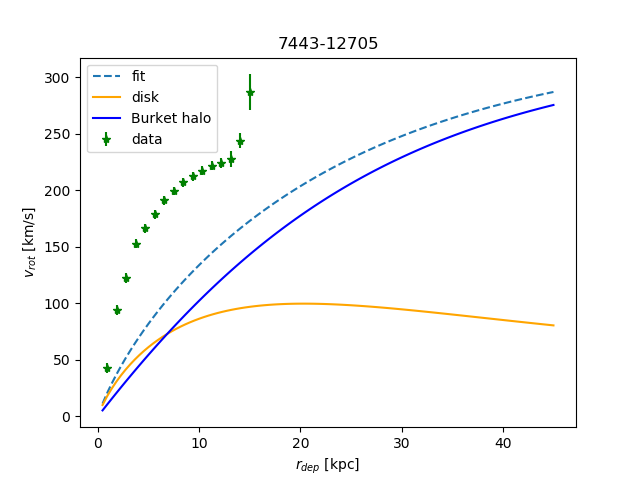 7443-12705
fit
disk
Burket halo
data
300
250
200
150
100
50
0
v_rot [km/s]
0 10 20 30 40
r_dep [kpc]